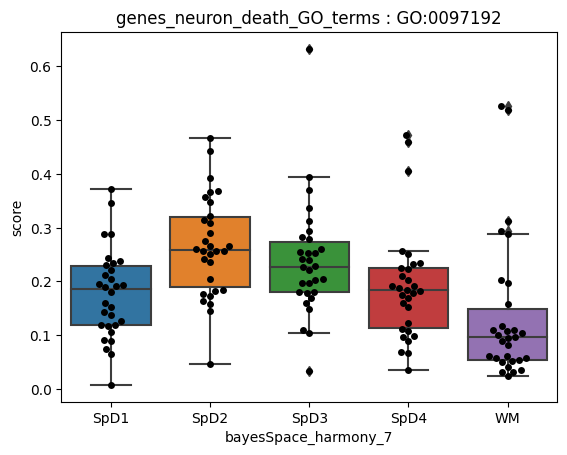 genes_neuron_death_GO_terms : GO:0097192
score
0.6
0.5
0.4
0.3
0.2
0.1
0.0
SpD1 SpD2 SpD3 SpD4 WM
bayesSpace_harmony_7